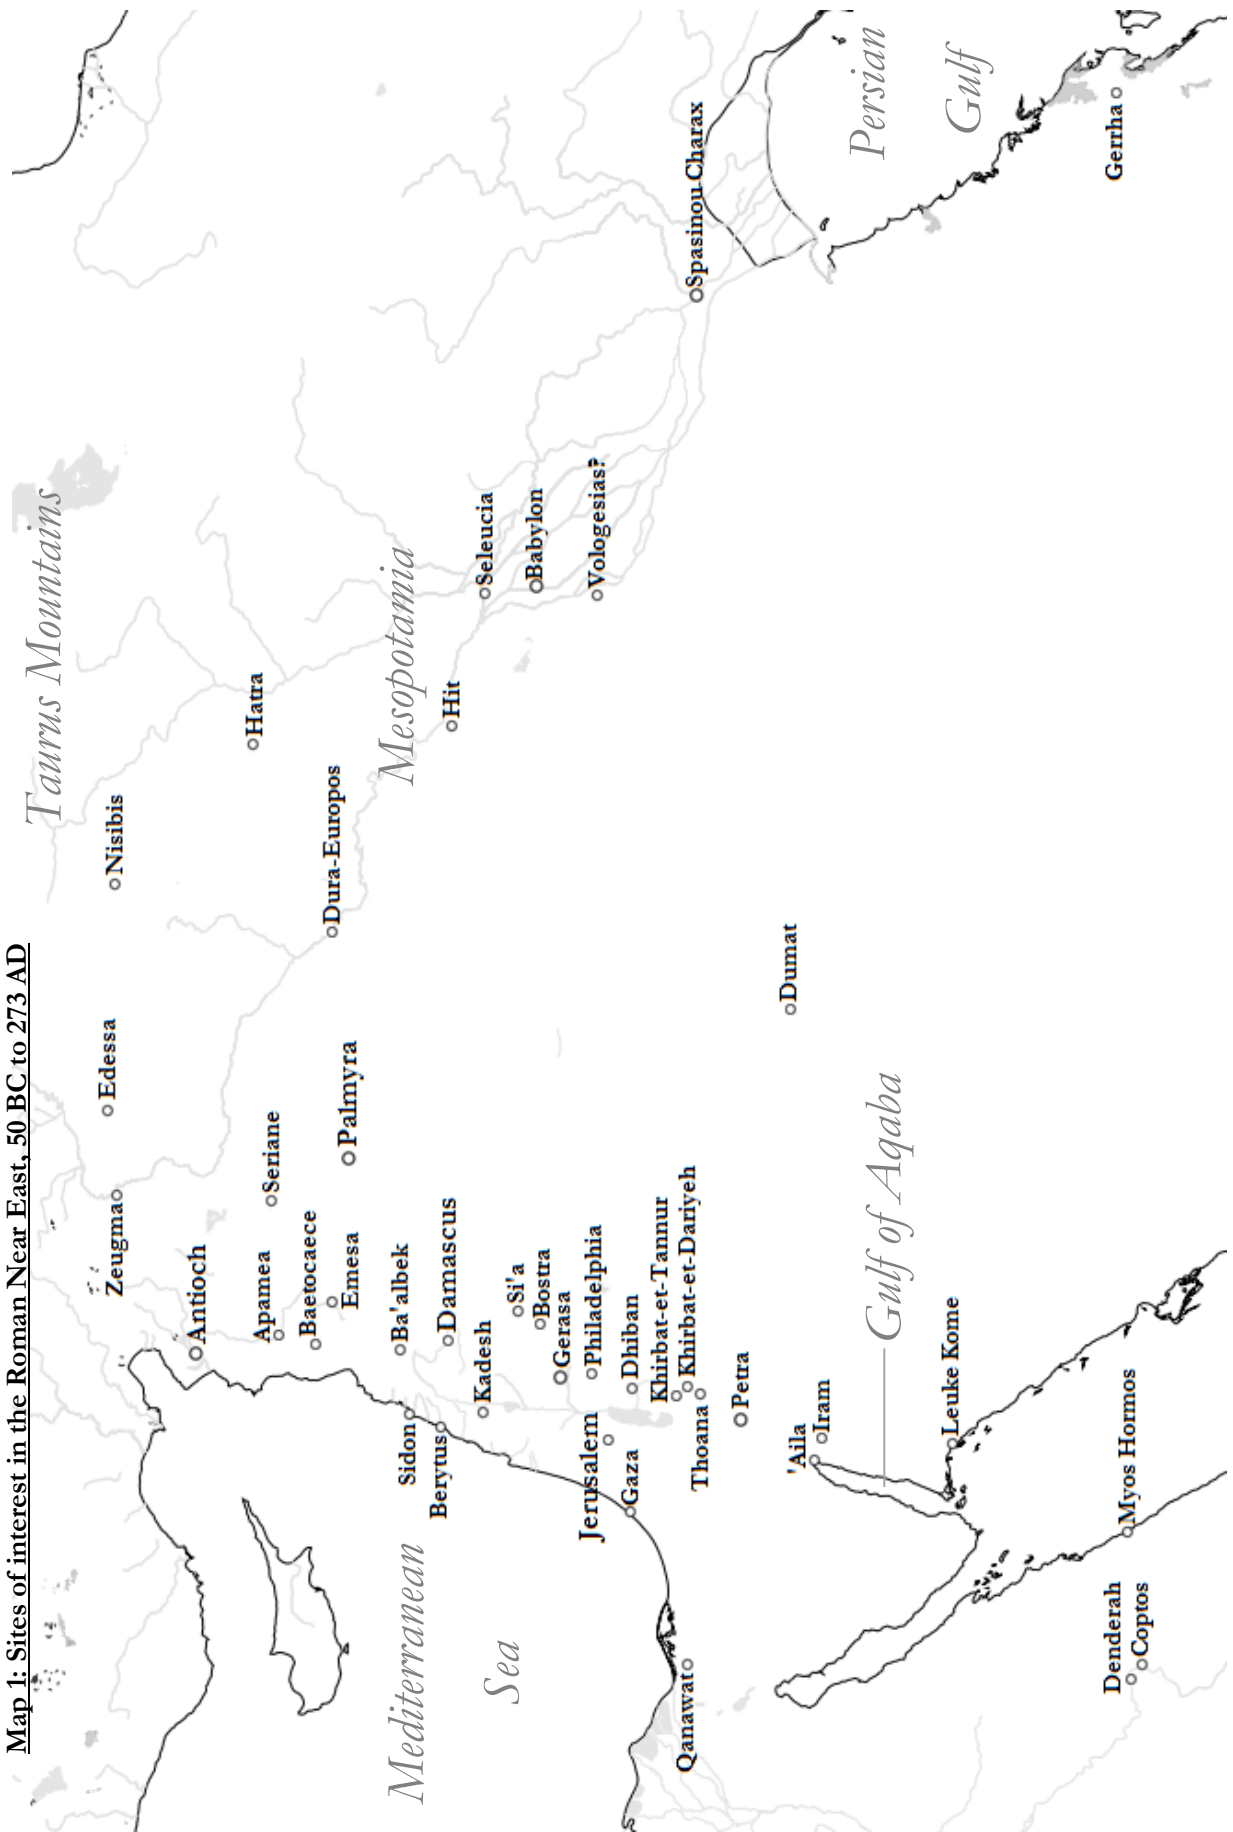 Map 1: Sites of interest in the Roman Near East, 50 BC to 273 AD
Taurus Mountains
Zeugma
Edessa
Nisibis
Antioch
Hatra
Apamea
Seriane
Baetocaece
Emesa
Palmyra
Dura-Europos
Mesopotamia
Mediterranean
Sea
Sidon
Berytus
Ba'albek
Damascus
Hit
Seleucia
Kadesh
Si'a
Bostra
Babylon
Gerasa
Jerusalem
Philadelphia
Vologesias?
Gaza
Dhiban
Khirbat-et-Tannur
Khirbat-et-Dariyeh
Thoana
Qanawat
Spasinou-Charax
Petra
Dumat
'Aila
Iram
Gulf of Aqaba
Persian
Gulf
Leuke Kome
Gerrha
Myos Hormos
Denderah
Coptos